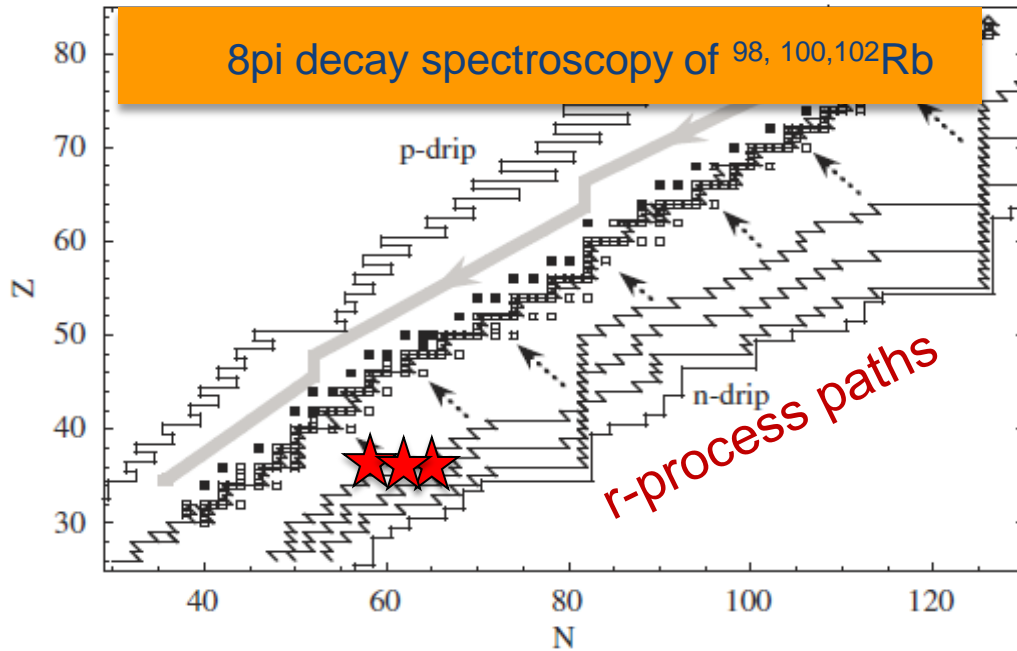 8pi decay spectroscopy of 98, 100,102Rb
80
70
60
50
40
30
Z
p-drip
n-drip
r-process paths
40
60
80
100
120
N